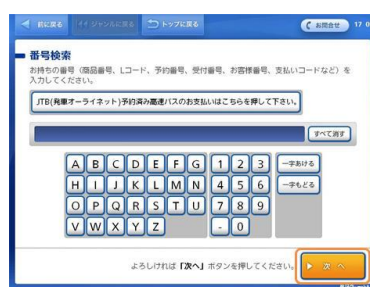 前に戻る
トップに戻る
お問合せ
17 0
番号検索
お持ちの番号（商品番号、Lコード、予約番号、受付番号、お客様番号、支払いコードなど）を
入力してください。
JTB(発車オーライネット)予約済み高速バスのお支払いはこちらを押して下さい。
すべて消す
A B C D E F G 1 2 3 一字あける
H I J K L M N 4 5 6 一字もどる
O P Q R S T U 7 8 9
V W X Y Z - 0
よろしければ「次へ」ボタンを押してください。
次 へ